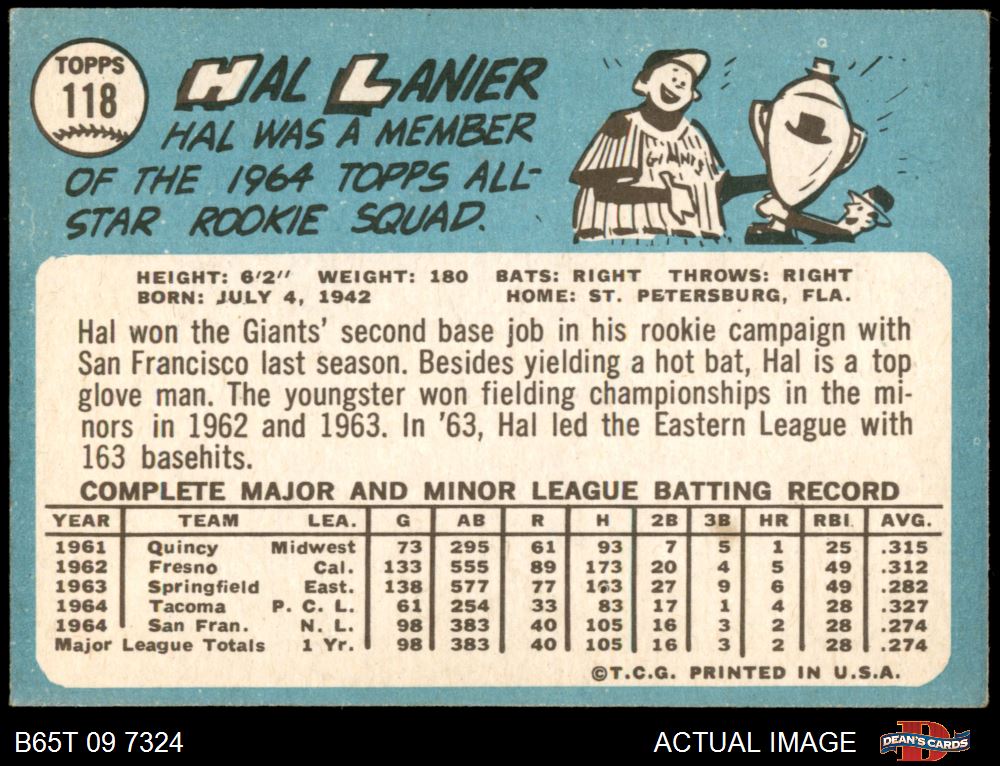 TOPPS
118
HAL LANIER
HAL WAS A MEMBER
OF THE 1964 TOPPS ALL-
STAR ROOKIE SQUAD.
GIANTS
HEIGHT: 6'2" WEIGHT: 180 BATS: RIGHT THROWS: RIGHT
BORN: JULY 4, 1942 HOME: ST. PETERSBURG, FLA.
Hal won the Giants' second base job in his rookie campaign with
San Francisco last season. Besides yielding a hot bat, Hal is a top
glove man. The youngster won fielding championships in the mi-
nors in 1962 and 1963. In '63, Hal led the Eastern League with
163 basehits.
COMPLETE MAJOR AND MINOR LEAGUE BATTING RECORD
YEAR TEAM LEA. G AB R H 2B 3B HR RBI. AVG.
1961 Quincy Midwest 73 295 61 93 7 5 1 25 .315
1962 Fresno Cal. 133 555 89 173 20 4 5 49 .312
1963 Springfield East. 138 577 77 163 27 9 6 49 .282
1964 Tacoma P. C. L. 61 254 33 83 17 1 4 28 .327
1964 San Fran. N. L. 98 383 40 105 16 3 2 28 .274
Major League Totals 1 Yr. 98 383 40 105 16 3 2 28 .274
©T.C.G. PRINTED IN U.S.A.
B65T 09 7324 ACTUAL IMAGE D DEAN'S CARDS